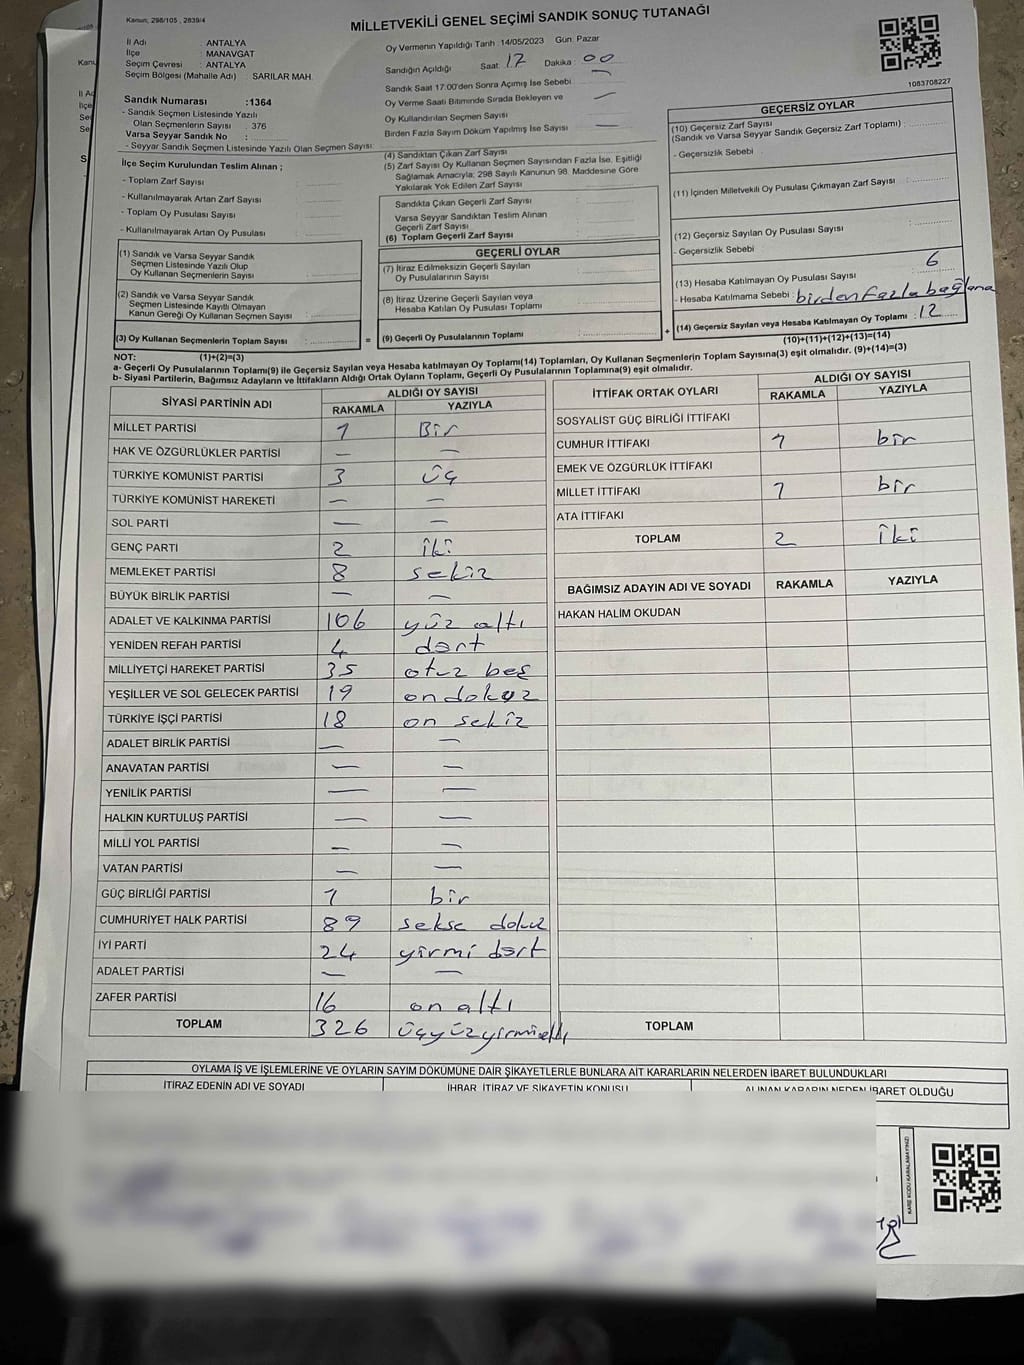 Kanun: 298/105 , 2839/4
MİLLETVEKİLİ GENEL SEÇİMİ SANDIK SONUÇ TUTANAĞI
İl Adı : ANTALYA
İlçe : MANAVGAT
Seçim Çevresi : ANTALYA
Seçim Bölgesi (Mahalle Adı) SARILAR MAH.
Sandık Numarası :1364
- Sandık Seçmen Listesinde Yazılı
Olan Seçmenlerin Sayısı : 376
Varsa Seyyar Sandık No :
- Seyyar Sandık Seçmen Listesinde Yazılı Olan Seçmen Sayısı:
Oy Vermenin Yapıldığı Tarih :14/05/2023 Gün: Pazar
Sandığın Açıldığı Saat: 17 Dakika 00
Sandık Saat 17:00'den Sonra Açılmış İse Sebebi —
Oy Verme Saati Bitiminde Sırada Bekleyen ve
Oy Kullandırılan Seçmen Sayısı —
Birden Fazla Sayım Döküm Yapılmış İse Sayısı —
1083708227
İlçe Seçim Kurulundan Teslim Alınan ;
- Toplam Zarf Sayısı
- Kullanılmayarak Artan Zarf Sayısı
- Toplam Oy Pusulası Sayısı
- Kullanılmayarak Artan Oy Pusulası
(1) Sandık ve Varsa Seyyar Sandık
Seçmen Listesinde Yazılı Olup
Oy Kullanan Seçmenlerin Sayısı
(2) Sandık ve Varsa Seyyar Sandık
Seçmen Listesinde Kayıtlı Olmayan
Kanun Gereği Oy Kullanan Seçmen Sayısı
(3) Oy Kullanan Seçmenlerin Toplam Sayısı =
(4) Sandıktan Çıkan Zarf Sayısı
(5) Zarf Sayısı Oy Kullanan Seçmen Sayısından Fazla İse, Eşitliği
Sağlamak Amacıyla; 298 Sayılı Kanunun 98. Maddesine Göre
Yakılarak Yok Edilen Zarf Sayısı
Sandıkta Çıkan Geçerli Zarf Sayısı
Varsa Seyyar Sandıktan Teslim Alınan
Geçerli Zarf Sayısı
(6) Toplam Geçerli Zarf Sayısı
GEÇERLİ OYLAR
(7) İtiraz Edilmeksizin Geçerli Sayılan
Oy Pusulalarının Sayısı
(8) İtiraz Üzerine Geçerli Sayılan veya
Hesaba Katılan Oy Pusulası Toplamı
(9) Geçerli Oy Pusulalarının Toplamı +
GEÇERSİZ OYLAR
(10) Geçersiz Zarf Sayısı
(Sandık ve Varsa Seyyar Sandık Geçersiz Zarf Toplamı) :
- Geçersizlik Sebebi :
(11) İçinden Milletvekili Oy Pusulası Çıkmayan Zarf Sayısı :
(12) Geçersiz Sayılan Oy Pusulası Sayısı
- Geçersizlik Sebebi :
(13) Hesaba Katılmayan Oy Pusulası Sayısı 6
- Hesaba Katılmama Sebebi : birden fazla bağlama
(14) Geçersiz Sayılan veya Hesaba Katılmayan Oy Toplamı : 12
(10)+(11)+(12)+(13)=(14)
NOT: (1)+(2)=(3)
a- Geçerli Oy Pusulalarının Toplamı(9) ile Geçersiz Sayılan veya Hesaba katılmayan Oy Toplamı(14) Toplamları, Oy Kullanan Seçmenlerin Toplam Sayısına(3) eşit olmalıdır. (9)+(14)=(3)
b- Siyasi Partilerin, Bağımsız Adayların ve İttifakların Aldığı Ortak Oyların Toplamı, Geçerli Oy Pusulalarının Toplamına(9) eşit olmalıdır.
SİYASİ PARTİNİN ADI ALDIĞI OY SAYISI
RAKAMLA YAZIYLA
MİLLET PARTİSİ 1 Bir
HAK VE ÖZGÜRLÜKLER PARTİSİ — —
TÜRKİYE KOMÜNİST PARTİSİ 3 üç
TÜRKİYE KOMÜNİST HAREKETİ — —
SOL PARTİ — —
GENÇ PARTİ 2 iki
MEMLEKET PARTİSİ 8 sekiz
BÜYÜK BİRLİK PARTİSİ — —
ADALET VE KALKINMA PARTİSİ 106 yüz altı
YENİDEN REFAH PARTİSİ 4 dört
MİLLİYETÇİ HAREKET PARTİSİ 35 otuz beş
YEŞİLLER VE SOL GELECEK PARTİSİ 19 on dokuz
TÜRKİYE İŞÇİ PARTİSİ 18 on sekiz
ADALET BİRLİK PARTİSİ — —
ANAVATAN PARTİSİ — —
YENİLİK PARTİSİ — —
HALKIN KURTULUŞ PARTİSİ — —
MİLLİ YOL PARTİSİ — —
VATAN PARTİSİ — —
GÜÇ BİRLİĞİ PARTİSİ 1 bir
CUMHURİYET HALK PARTİSİ 89 sekse dokuz
İYİ PARTİ 24 yirmi dört
ADALET PARTİSİ — —
ZAFER PARTİSİ 16 on altı
TOPLAM 326 üçyüzyirmialtı
İTTİFAK ORTAK OYLARI ALDIĞI OY SAYISI
RAKAMLA YAZIYLA
SOSYALİST GÜÇ BİRLİĞİ İTTİFAKI
CUMHUR İTTİFAKI 1 bir
EMEK VE ÖZGÜRLÜK İTTİFAKI
MİLLET İTTİFAKI 1 bir
ATA İTTİFAKI
TOPLAM 2 iki
BAĞIMSIZ ADAYIN ADI VE SOYADI RAKAMLA YAZIYLA
HAKAN HALİM OKUDAN
TOPLAM
OYLAMA İŞ VE İŞLEMLERİNE VE OYLARIN SAYIM DÖKÜMÜNE DAİR ŞİKAYETLERLE BUNLARA AİT KARARLARIN NELERDEN İBARET BULUNDUKLARI
İTİRAZ EDENİN ADI VE SOYADI İHBAR, İTİRAZ VE ŞİKAYETİN KONUSU ALINAN KARARIN NEDEN İBARET OLDUĞU
KARE KODU KARALAMAYINIZ!